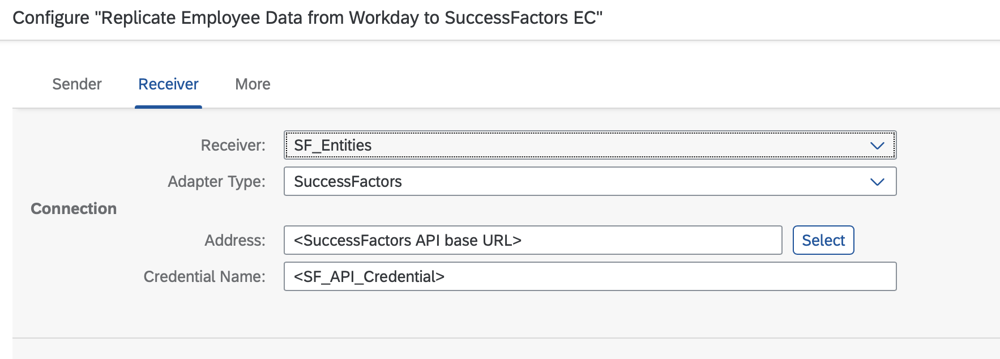 Configure "Replicate Employee Data from Workday to SuccessFactors EC"
Sender Receiver More
Receiver: SF_Entities
Adapter Type: SuccessFactors
Connection
Address: <SuccessFactors API base URL> Select
Credential Name: <SF_API_Credential>